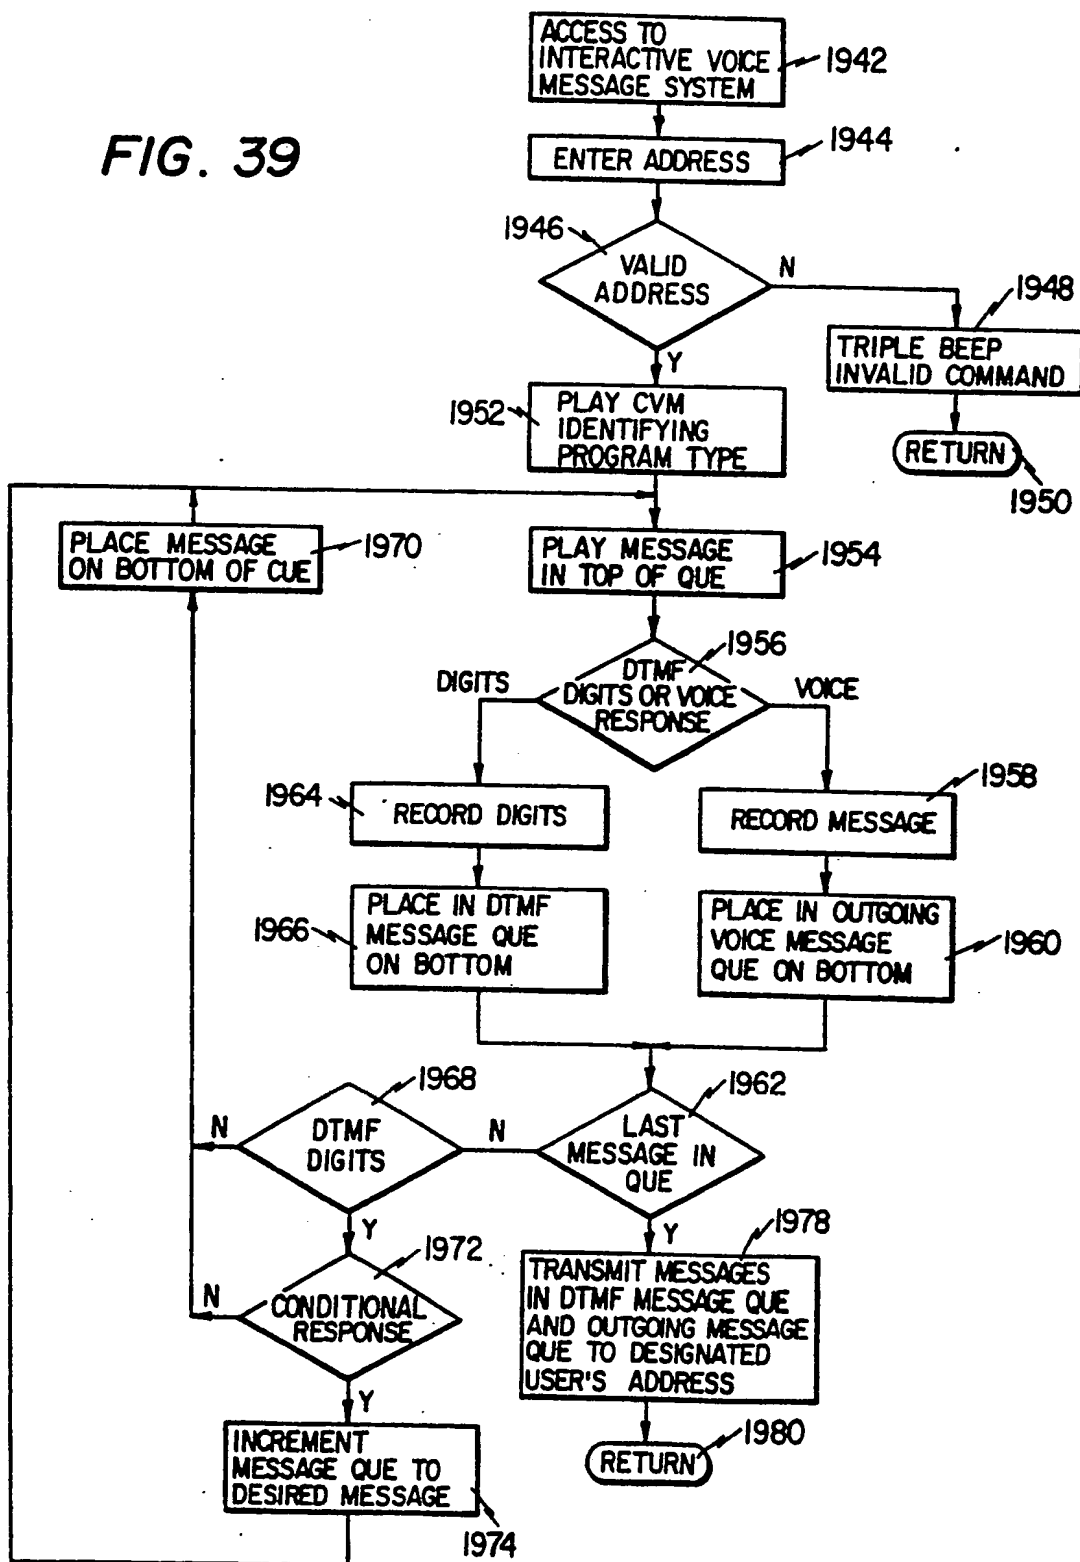 FIG. 39
ACCESS TO
INTERACTIVE VOICE
MESSAGE SYSTEM
1942
ENTER ADDRESS
1944
1946
VALID
ADDRESS
N
Y
1948
TRIPLE BEEP
INVALID COMMAND
RETURN
1950
1952
PLAY CVM
IDENTIFYING
PROGRAM TYPE
PLACE MESSAGE
ON BOTTOM OF CUE
1970
PLAY MESSAGE
IN TOP OF QUE
1954
1956
DTMF
DIGITS OR VOICE
RESPONSE
DIGITS
VOICE
1964
RECORD DIGITS
1958
RECORD MESSAGE
1966
PLACE IN DTMF
MESSAGE QUE
ON BOTTOM
PLACE IN OUTGOING
VOICE MESSAGE
QUE ON BOTTOM
1960
1968
DTMF
DIGITS
N
Y
N
1962
LAST
MESSAGE IN
QUE
Y
1972
CONDITIONAL
RESPONSE
N
Y
1978
TRANSMIT MESSAGES
IN DTMF MESSAGE QUE
AND OUTGOING MESSAGE
QUE TO DESIGNATED
USER'S ADDRESS
INCREMENT
MESSAGE QUE TO
DESIRED MESSAGE
1974
RETURN
1980